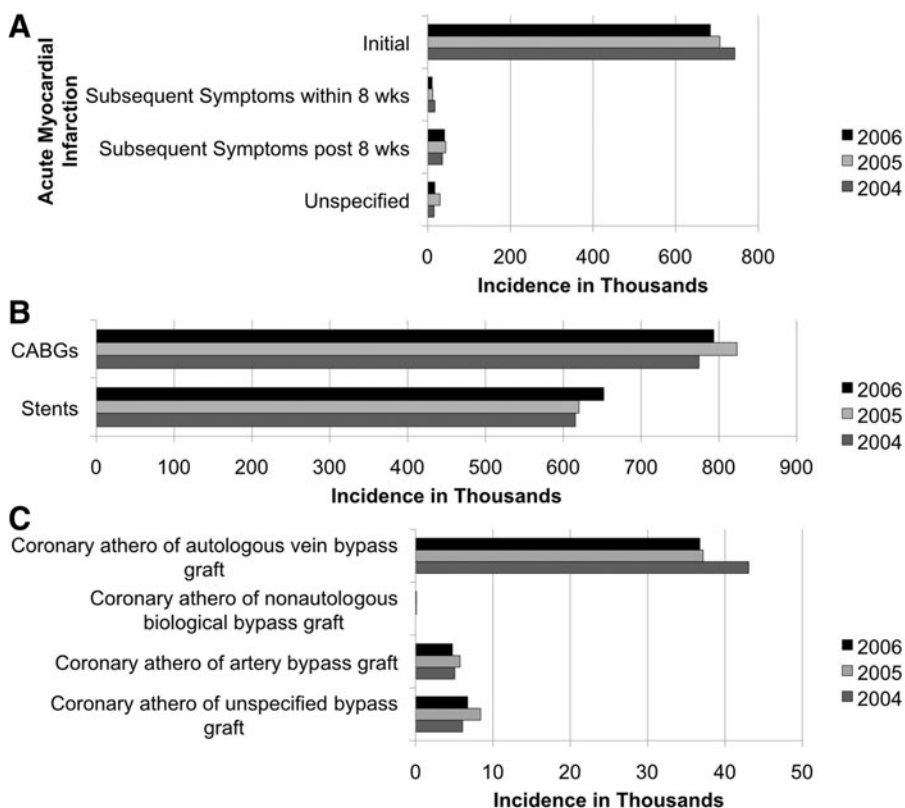 A
Acute Myocardial
Infarction
Initial
Subsequent Symptoms within 8 wks
Subsequent Symptoms post 8 wks
Unspecified
0 200 400 600 800
Incidence in Thousands
2006
2005
2004
B
CABGs
Stents
0 100 200 300 400 500 600 700 800 900
Incidence in Thousands
2006
2005
2004
C
Coronary athero of autologous vein bypass
graft
Coronary athero of nonautologous
biological bypass graft
Coronary athero of artery bypass graft
Coronary athero of unspecified bypass
graft
0 10 20 30 40 50
Incidence in Thousands
2006
2005
2004